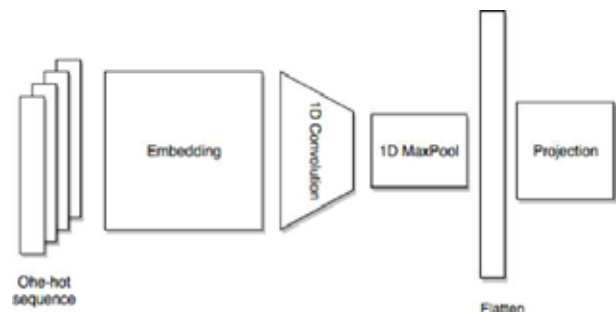 Embedding
1D Convolution
1D MaxPool
Projection
Ohe-hot
sequence
Flatten